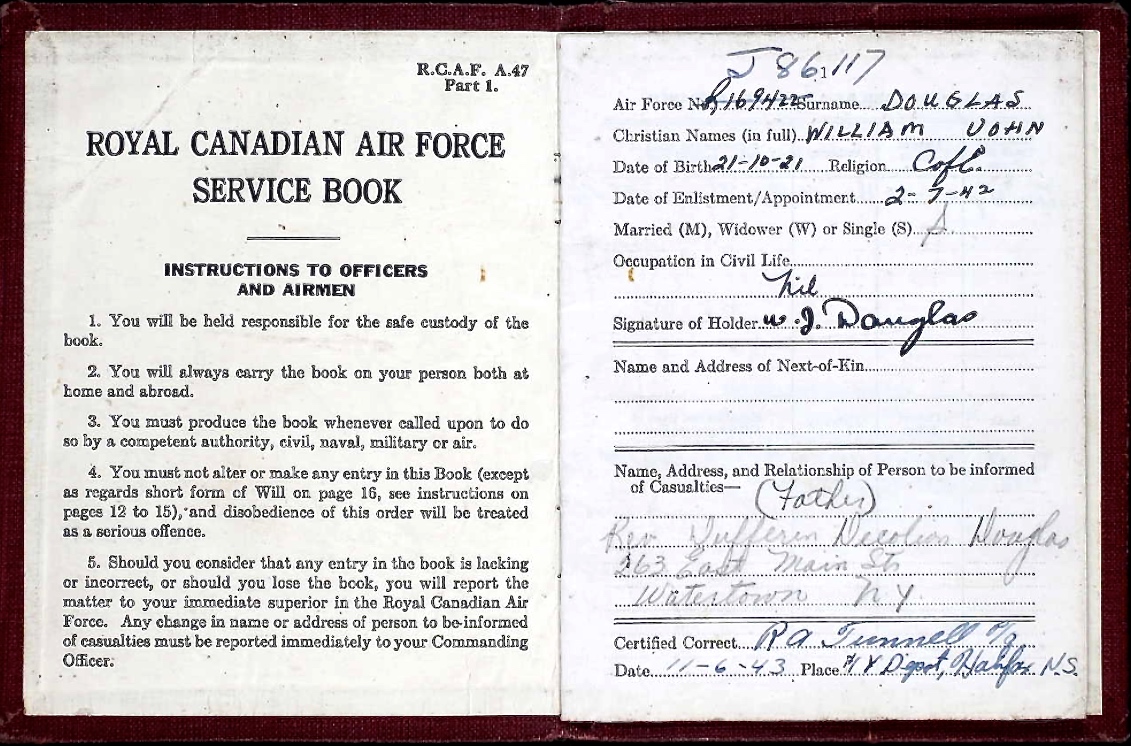 R.C.A.F. A.47
Part 1.
ROYAL CANADIAN AIR FORCE
SERVICE BOOK
INSTRUCTIONS TO OFFICERS
AND AIRMEN
1. You will be held responsible for the safe custody of the
book.
2. You will always carry the book on your person both at
home and abroad.
3. You must produce the book whenever called upon to do
so by a competent authority, civil, naval, military or air.
4. You must not alter or make any entry in this Book (except
as regards short form of Will on page 16, see instructions on
pages 12 to 15), and disobedience of this order will be treated
as a serious offence.
5. Should you consider that any entry in the book is lacking
or incorrect, or should you lose the book, you will report the
matter to your immediate superior in the Royal Canadian Air
Force. Any change in name or address of person to be informed
of casualties must be reported immediately to your Commanding
Officer.
J 86117
Air Force No. R169422 Surname DOUGLAS
Christian Names (in full) WILLIAM JOHN
Date of Birth 21-10-21 Religion C of E.
Date of Enlistment/Appointment 2-7-42
Married (M), Widower (W) or Single (S) S
Occupation in Civil Life
Nil
Signature of Holder W. J. Douglas
Name and Address of Next-of-Kin
Name, Address, and Relationship of Person to be informed
of Casualties—
(Father)
Rev Dufferin Douglas
263 East Main St
Watertown N.Y.
Certified Correct R A Tunnell
Date 11-6-43 Place Y Depot, Halifax N.S.